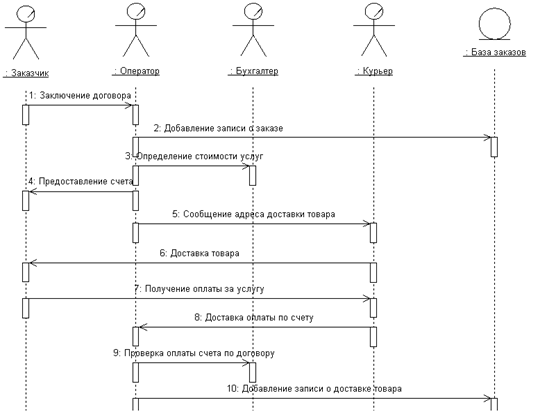 : Заказчик
: Оператор
: Бухгалтер
: Курьер
: База заказов
1: Заключение договора
2: Добавление записи о заказе
3: Определение стоимости услуг
4: Предоставление счета
5: Сообщение адреса доставки товара
6: Доставка товара
7: Получение оплаты за услугу
8: Доставка оплаты по счету
9: Проверка оплаты счета по договору
10: Добавление записи о доставке товара